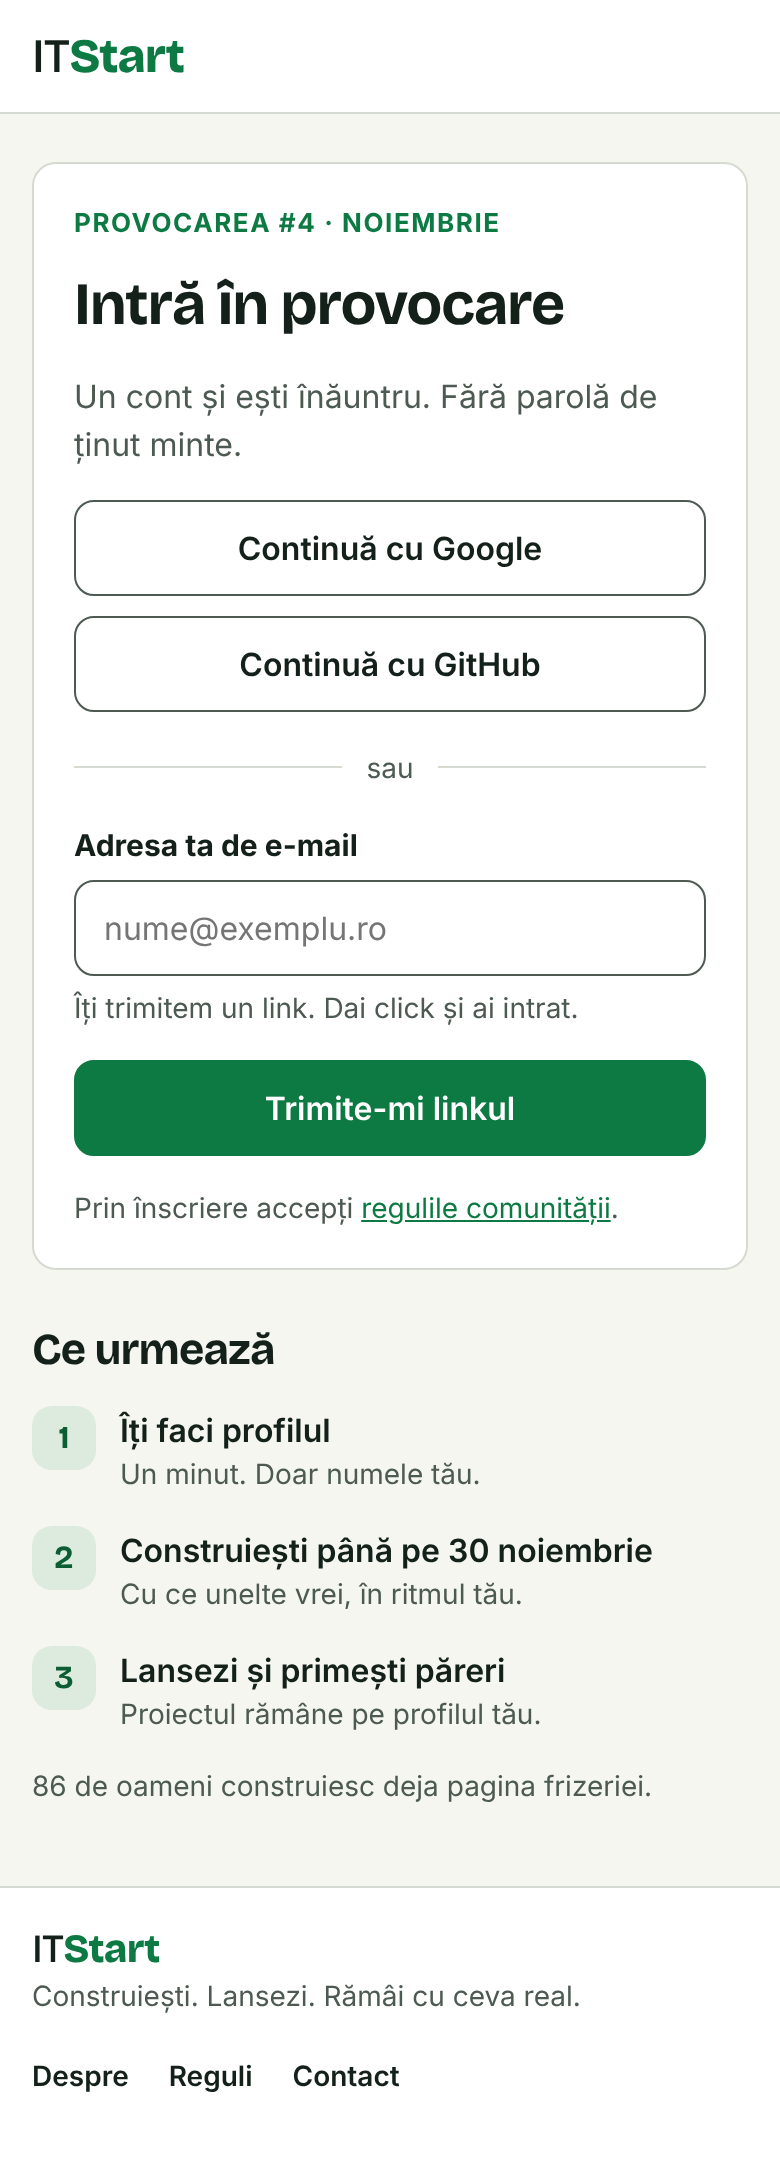 ITStart
PROVOCAREA #4 · NOIEMBRIE
Intră în provocare
Un cont și ești înăuntru. Fără parolă de
ținut minte.
Continuă cu Google
Continuă cu GitHub
sau
Adresa ta de e-mail
nume@exemplu.ro
Îți trimitem un link. Dai click și ai intrat.
Trimite-mi linkul
Prin înscriere accepți regulile comunității.
Ce urmează
1
Îți faci profilul
Un minut. Doar numele tău.
2
Construiești până pe 30 noiembrie
Cu ce unelte vrei, în ritmul tău.
3
Lansezi și primești păreri
Proiectul rămâne pe profilul tău.
86 de oameni construiesc deja pagina frizeriei.
ITStart
Construiești. Lansezi. Rămâi cu ceva real.
Despre Reguli Contact